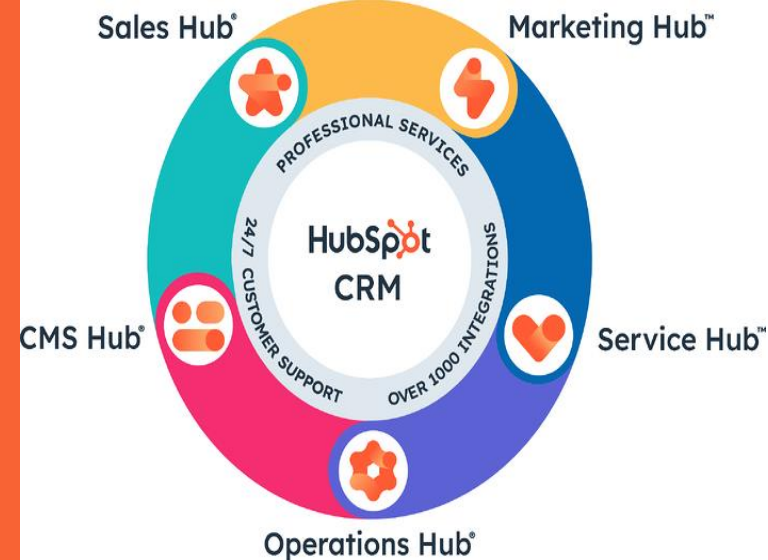 Sales Hub®
Marketing Hub™
PROFESSIONAL SERVICES
24/7 CUSTOMER SUPPORT
OVER 1000 INTEGRATIONS
HubSpot
CRM
CMS Hub®
Service Hub™
Operations Hub®